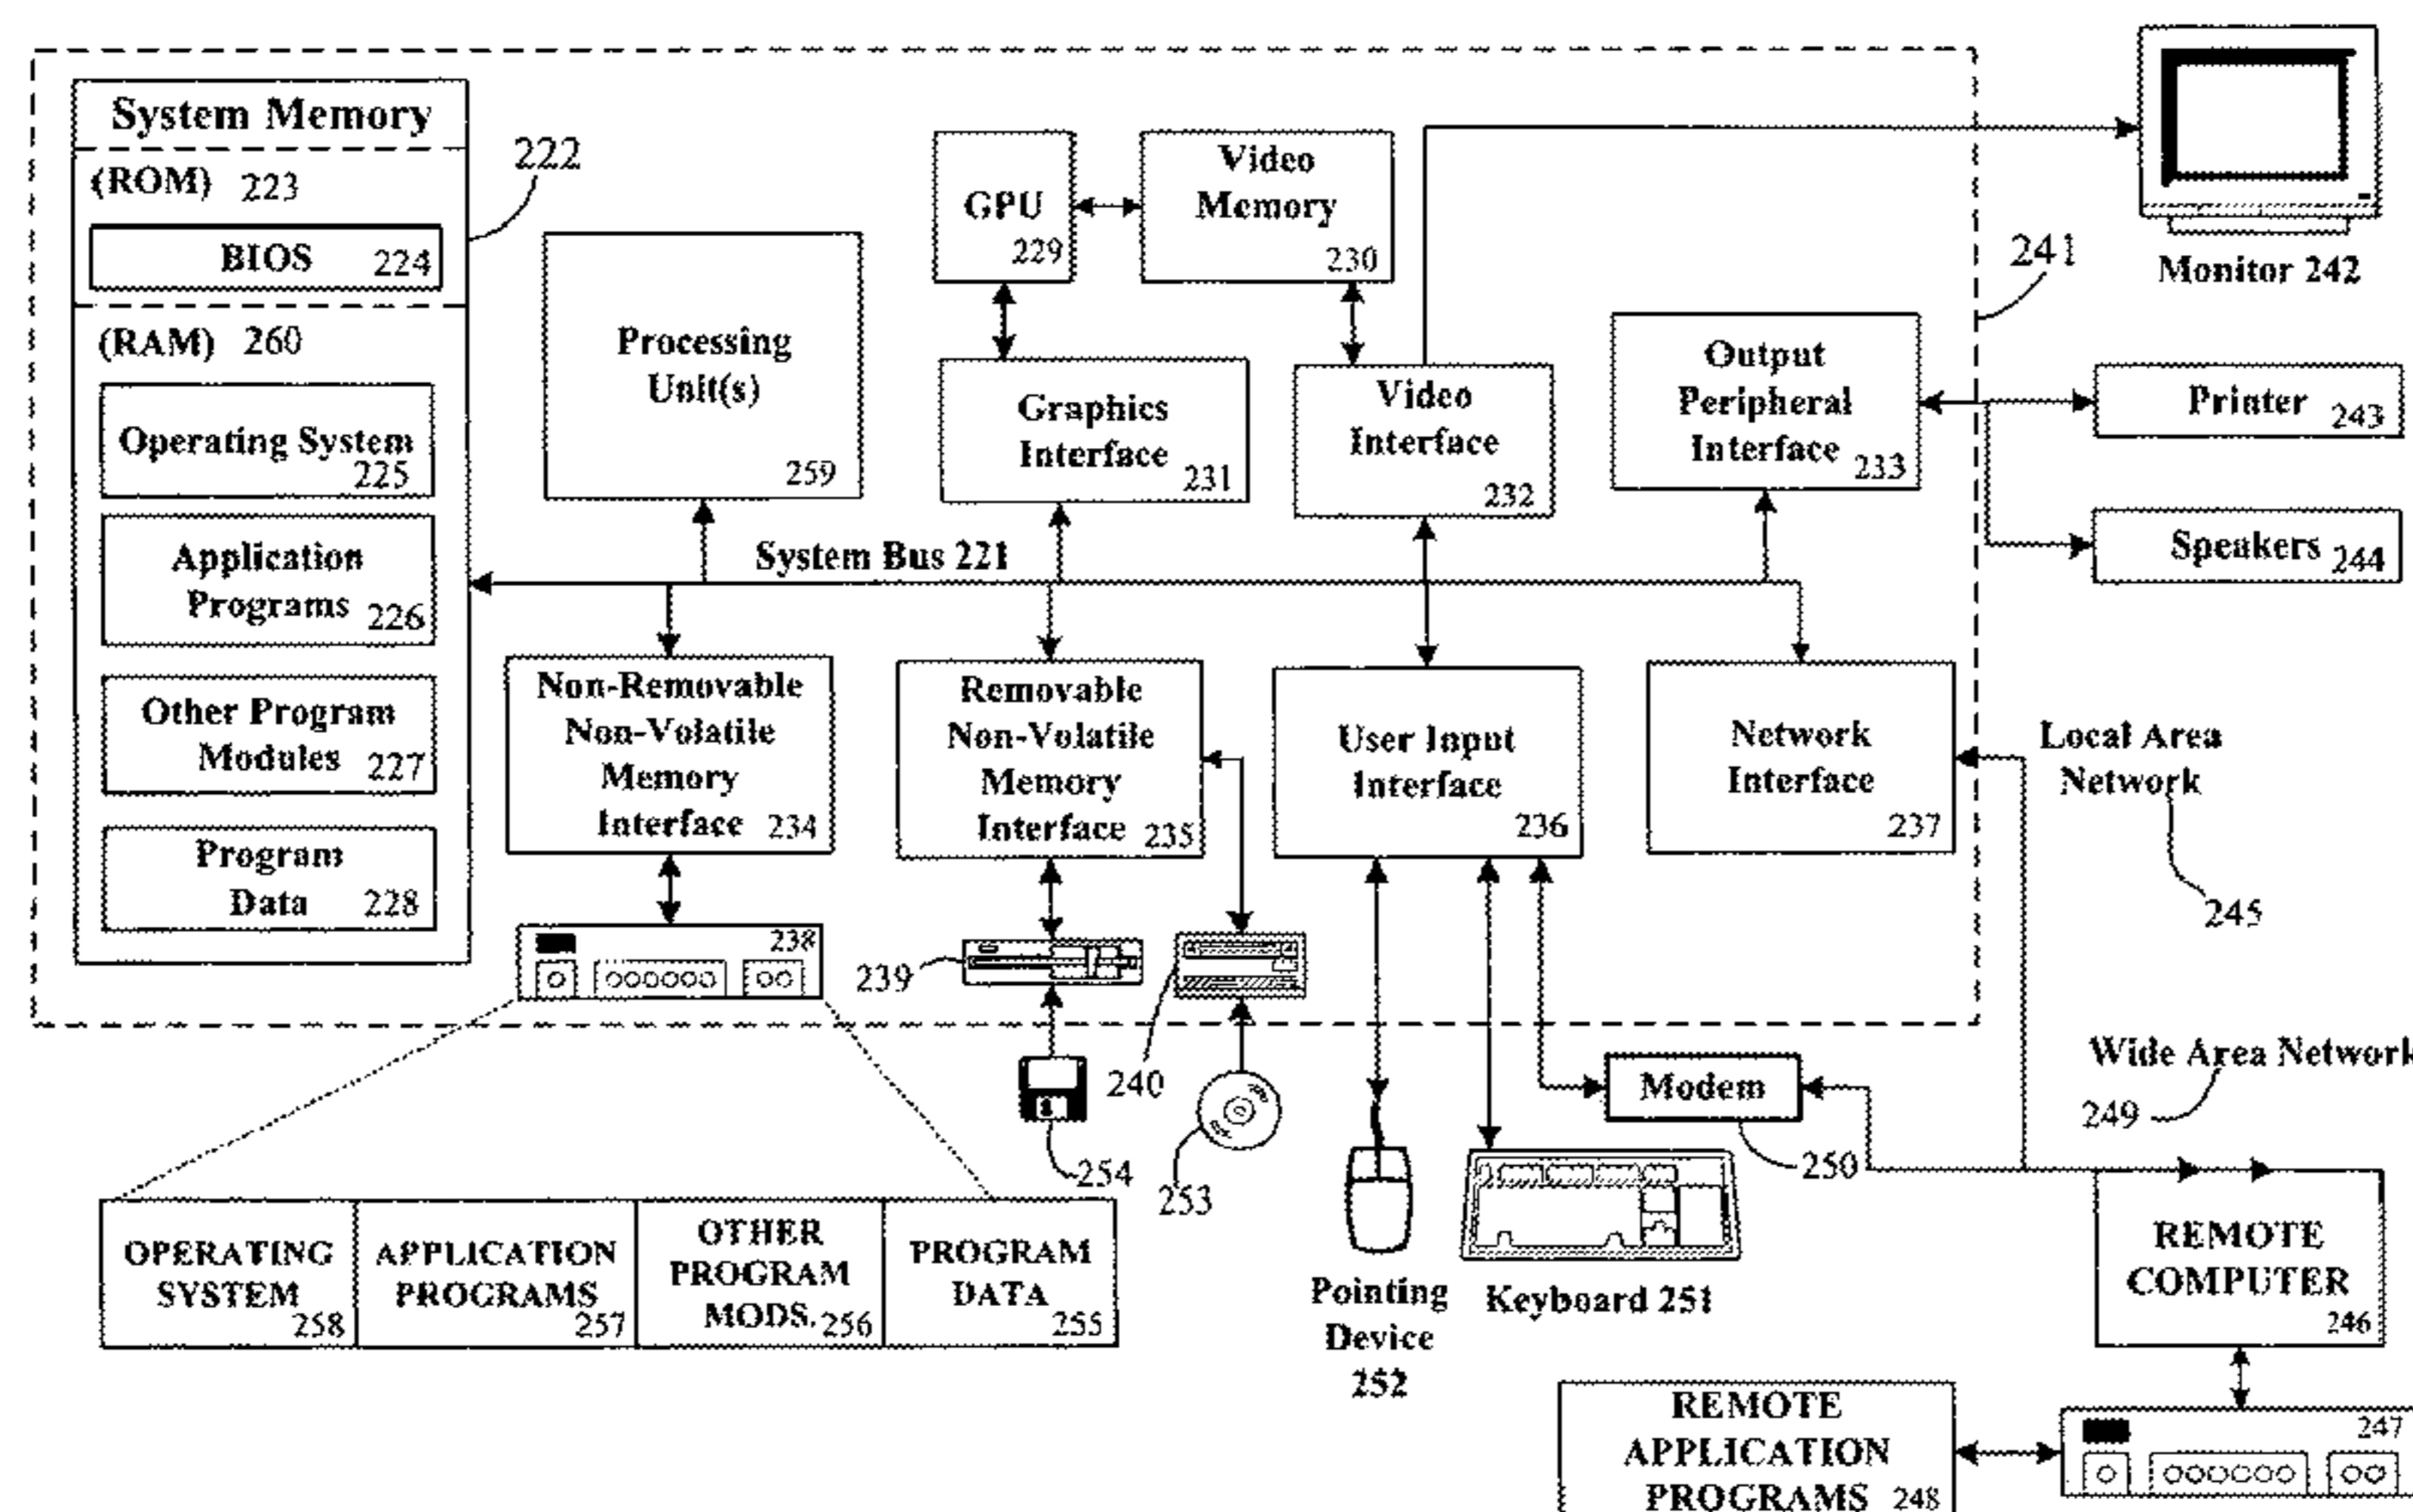 System Memory
(ROM) 223
BIOS 224
222
(RAM) 260
Operating System
225
Application
Programs 226
Other Program
Modules 227
Program
Data 228
Processing
Unit(s)
259
GPU
229
Video
Memory
230
Graphics
Interface
231
Video
Interface
232
Output
Peripheral
Interface 233
241
Monitor 242
Printer 243
Speakers 244
System Bus 221
Non-Removable
Non-Volatile
Memory
Interface 234
Removable
Non-Volatile
Memory
Interface 235
User Input
Interface
236
Network
Interface
237
Local Area
Network
245
238
239
240
254
253
Modem
250
Wide Area Network
249
OPERATING
SYSTEM
258
APPLICATION
PROGRAMS
257
OTHER
PROGRAM
MODS. 256
PROGRAM
DATA
255
Pointing
Device
252
Keyboard 251
REMOTE
COMPUTER
246
247
REMOTE
APPLICATION
PROGRAMS 248